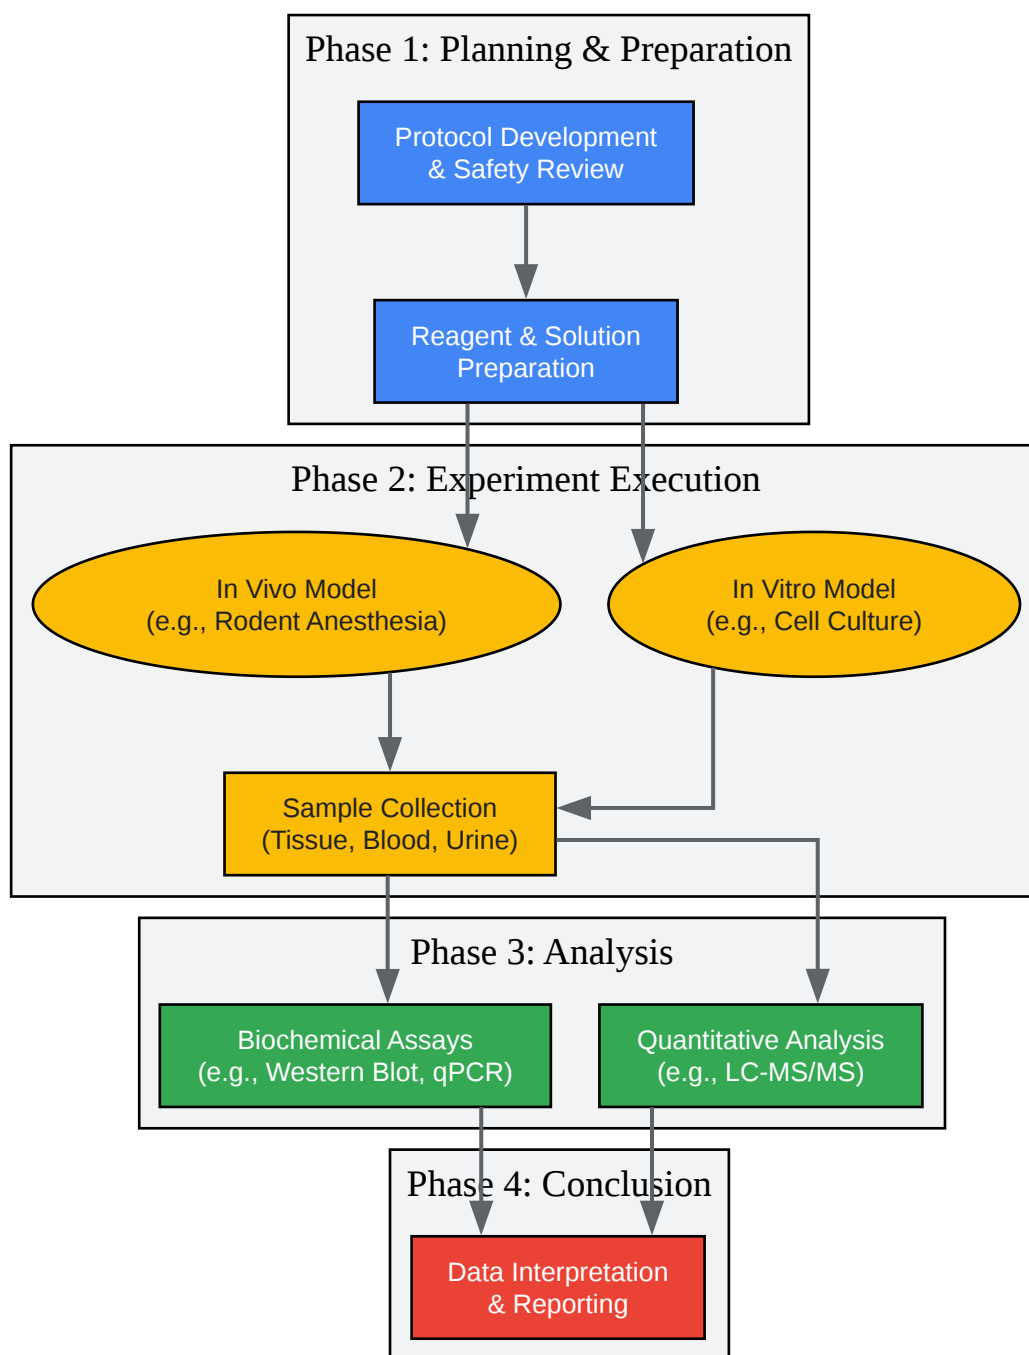 Phase 1: Planning & Preparation
Protocol Development
& Safety Review
Reagent & Solution
Preparation
Phase 2: Experiment Execution
In Vivo Model
(e.g., Rodent Anesthesia)
In Vitro Model
(e.g., Cell Culture)
Sample Collection
(Tissue, Blood, Urine)
Phase 3: Analysis
Biochemical Assays
(e.g., Western Blot, qPCR)
Quantitative Analysis
(e.g., LC-MS/MS)
Phase 4: Conclusion
Data Interpretation
& Reporting